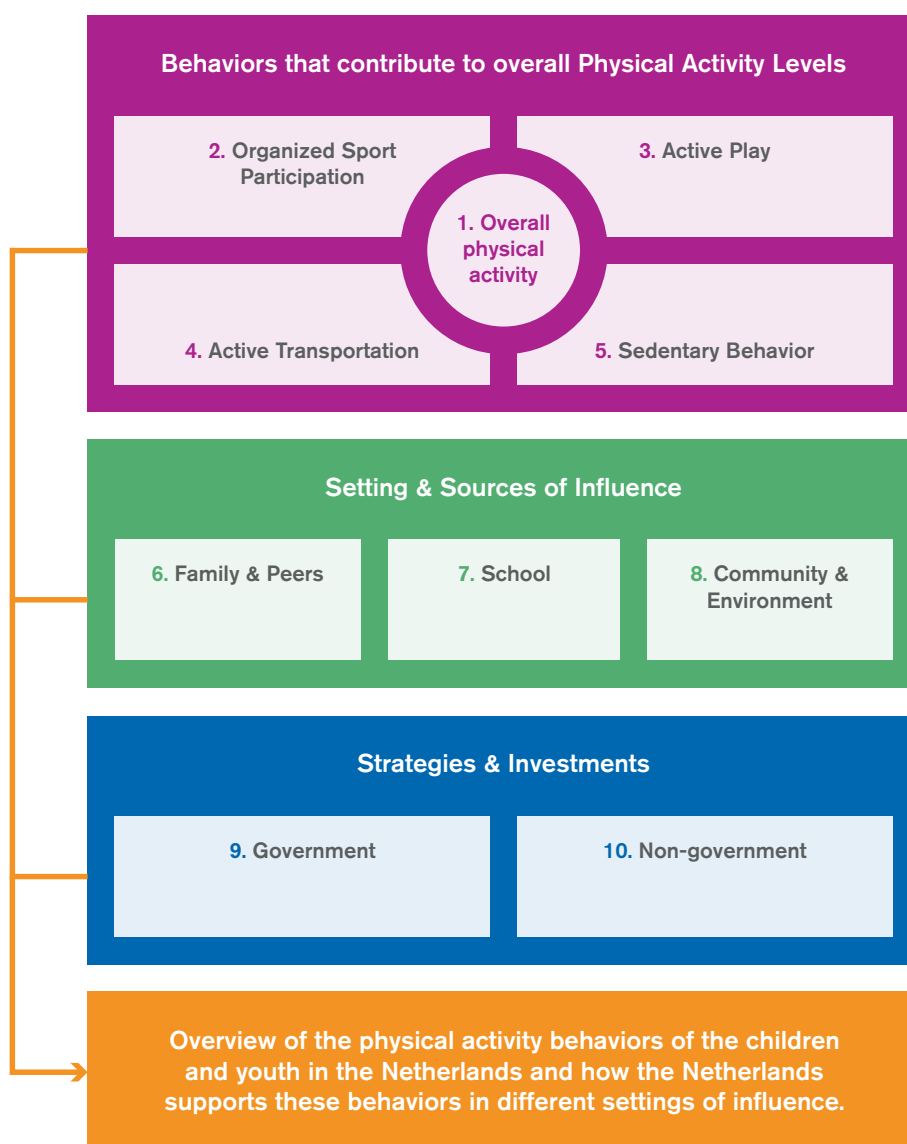 Behaviors that contribute to overall Physical Activity Levels
2. Organized Sport
Participation
3. Active Play
1. Overall
physical
activity
4. Active Transportation
5. Sedentary Behavior
Setting & Sources of Influence
6. Family & Peers
7. School
8. Community &
Environment
Strategies & Investments
9. Government
10. Non-government
Overview of the physical activity behaviors of the children
and youth in the Netherlands and how the Netherlands
supports these behaviors in different settings of influence.